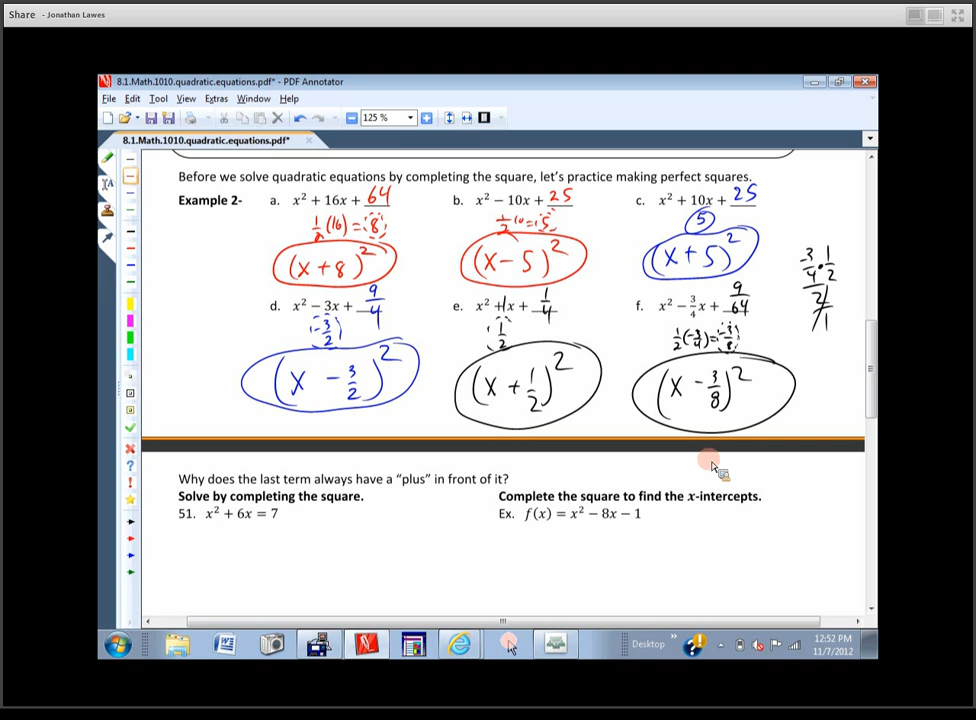 Share - Jonathan Lawes
8.1.Math.1010.quadratic.equations.pdf* - PDF Annotator
File Edit Tool View Extras Window Help
125 %
8.1.Math.1010.quadratic.equations.pdf*
Before we solve quadratic equations by completing the square, let's practice making perfect squares.
Example 2- a. x² + 16x + 64 b. x² − 10x + 25 c. x² + 10x + 25
1/2 (16) = 8 1/2 10 = 5 5
(x + 8)² (x − 5)² (x + 5)²
-3/4 · 1/2
2/1
d. x² − 3x + 9/4 e. x² + 1x + 1/4 f. x² − 3/4 x + 9/64
-3/2 1/2 1/2 (-3/4) = -3/8
(x − 3/2)² (x + 1/2)² (x − 3/8)²
Why does the last term always have a "plus" in front of it?
Solve by completing the square. Complete the square to find the x-intercepts.
51. x² + 6x = 7 Ex. f(x) = x² − 8x − 1
Desktop » 12:52 PM
11/7/2012